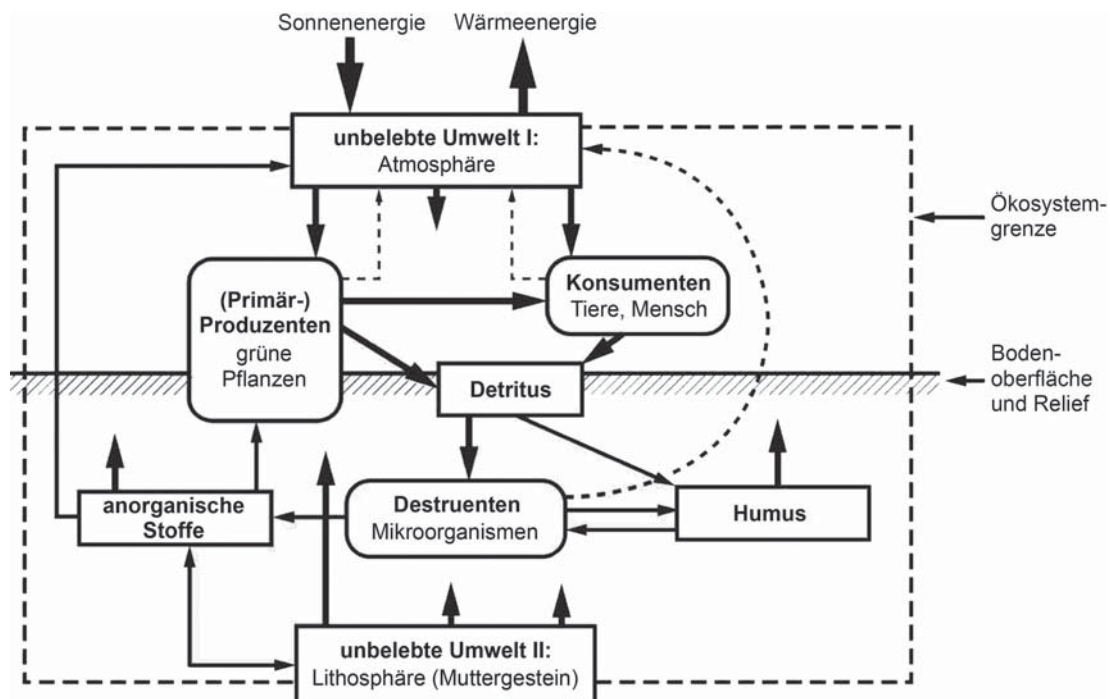 Sonnenenergie
Wärmeenergie
unbelebte Umwelt I:
Atmosphäre
Ökosystem-
grenze
(Primär-)
Produzenten
grüne
Pflanzen
Konsumenten
Tiere, Mensch
Detritus
Boden-
oberfläche
und Relief
anorganische
Stoffe
Destruenten
Mikroorganismen
Humus
unbelebte Umwelt II:
Lithosphäre (Muttergestein)